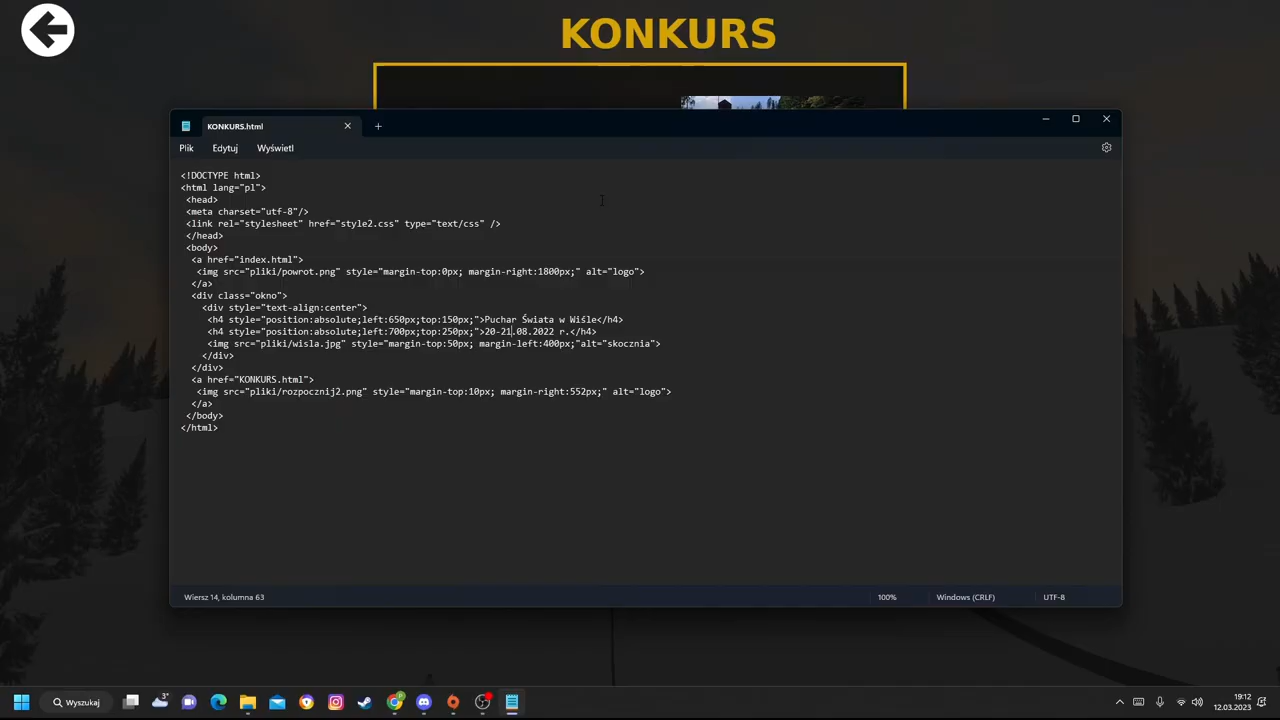 KONKURS
KONKURS.html
Plik Edytuj Wyświetl
<!DOCTYPE html>
<html lang="pl">
<head>
<meta charset="utf-8"/>
<link rel="stylesheet" href="style2.css" type="text/css" />
</head>
<body>
<a href="index.html">
<img src="pliki/powrot.png" style="margin-top:0px; margin-right:1800px;" alt="logo">
</a>
<div class="okno">
<div style="text-align:center">
<h4 style="position:absolute;left:650px;top:150px;">Puchar Świata w Wiśle</h4>
<h4 style="position:absolute;left:700px;top:250px;">20-21.08.2022 r.</h4>
<img src="pliki/wisla.jpg" style="margin-top:50px; margin-left:400px;"alt="skocznia">
</div>
</div>
<a href="KONKURS.html">
<img src="pliki/rozpocznij2.png" style="margin-top:10px; margin-right:552px;" alt="logo">
</a>
</body>
</html>
Wiersz 14, kolumna 63 100% Windows (CRLF) UTF-8
Wyszukaj 3° 19:12
12.03.2023